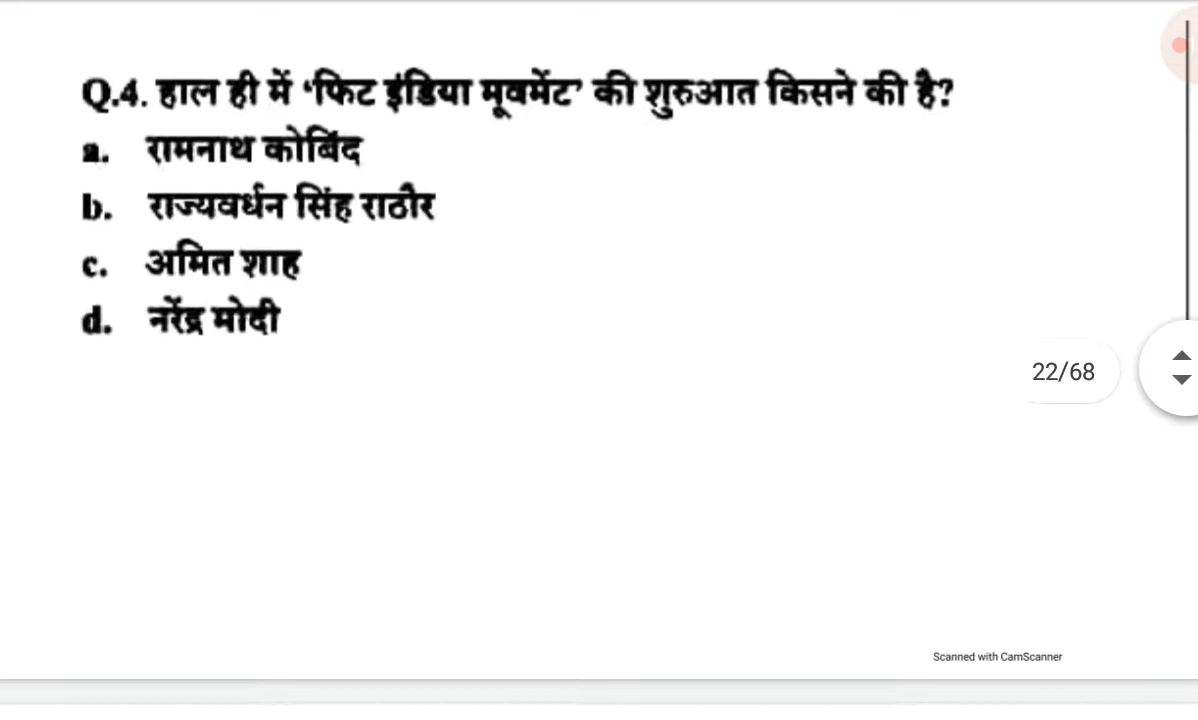 Q.4. हाल ही में ‘फिट इंडिया मूवमेंट’ की शुरुआत किसने की है?
a. रामनाथ कोविंद
b. राज्यवर्धन सिंह राठौर
c. अमित शाह
d. नरेंद्र मोदी
22/68
Scanned with CamScanner